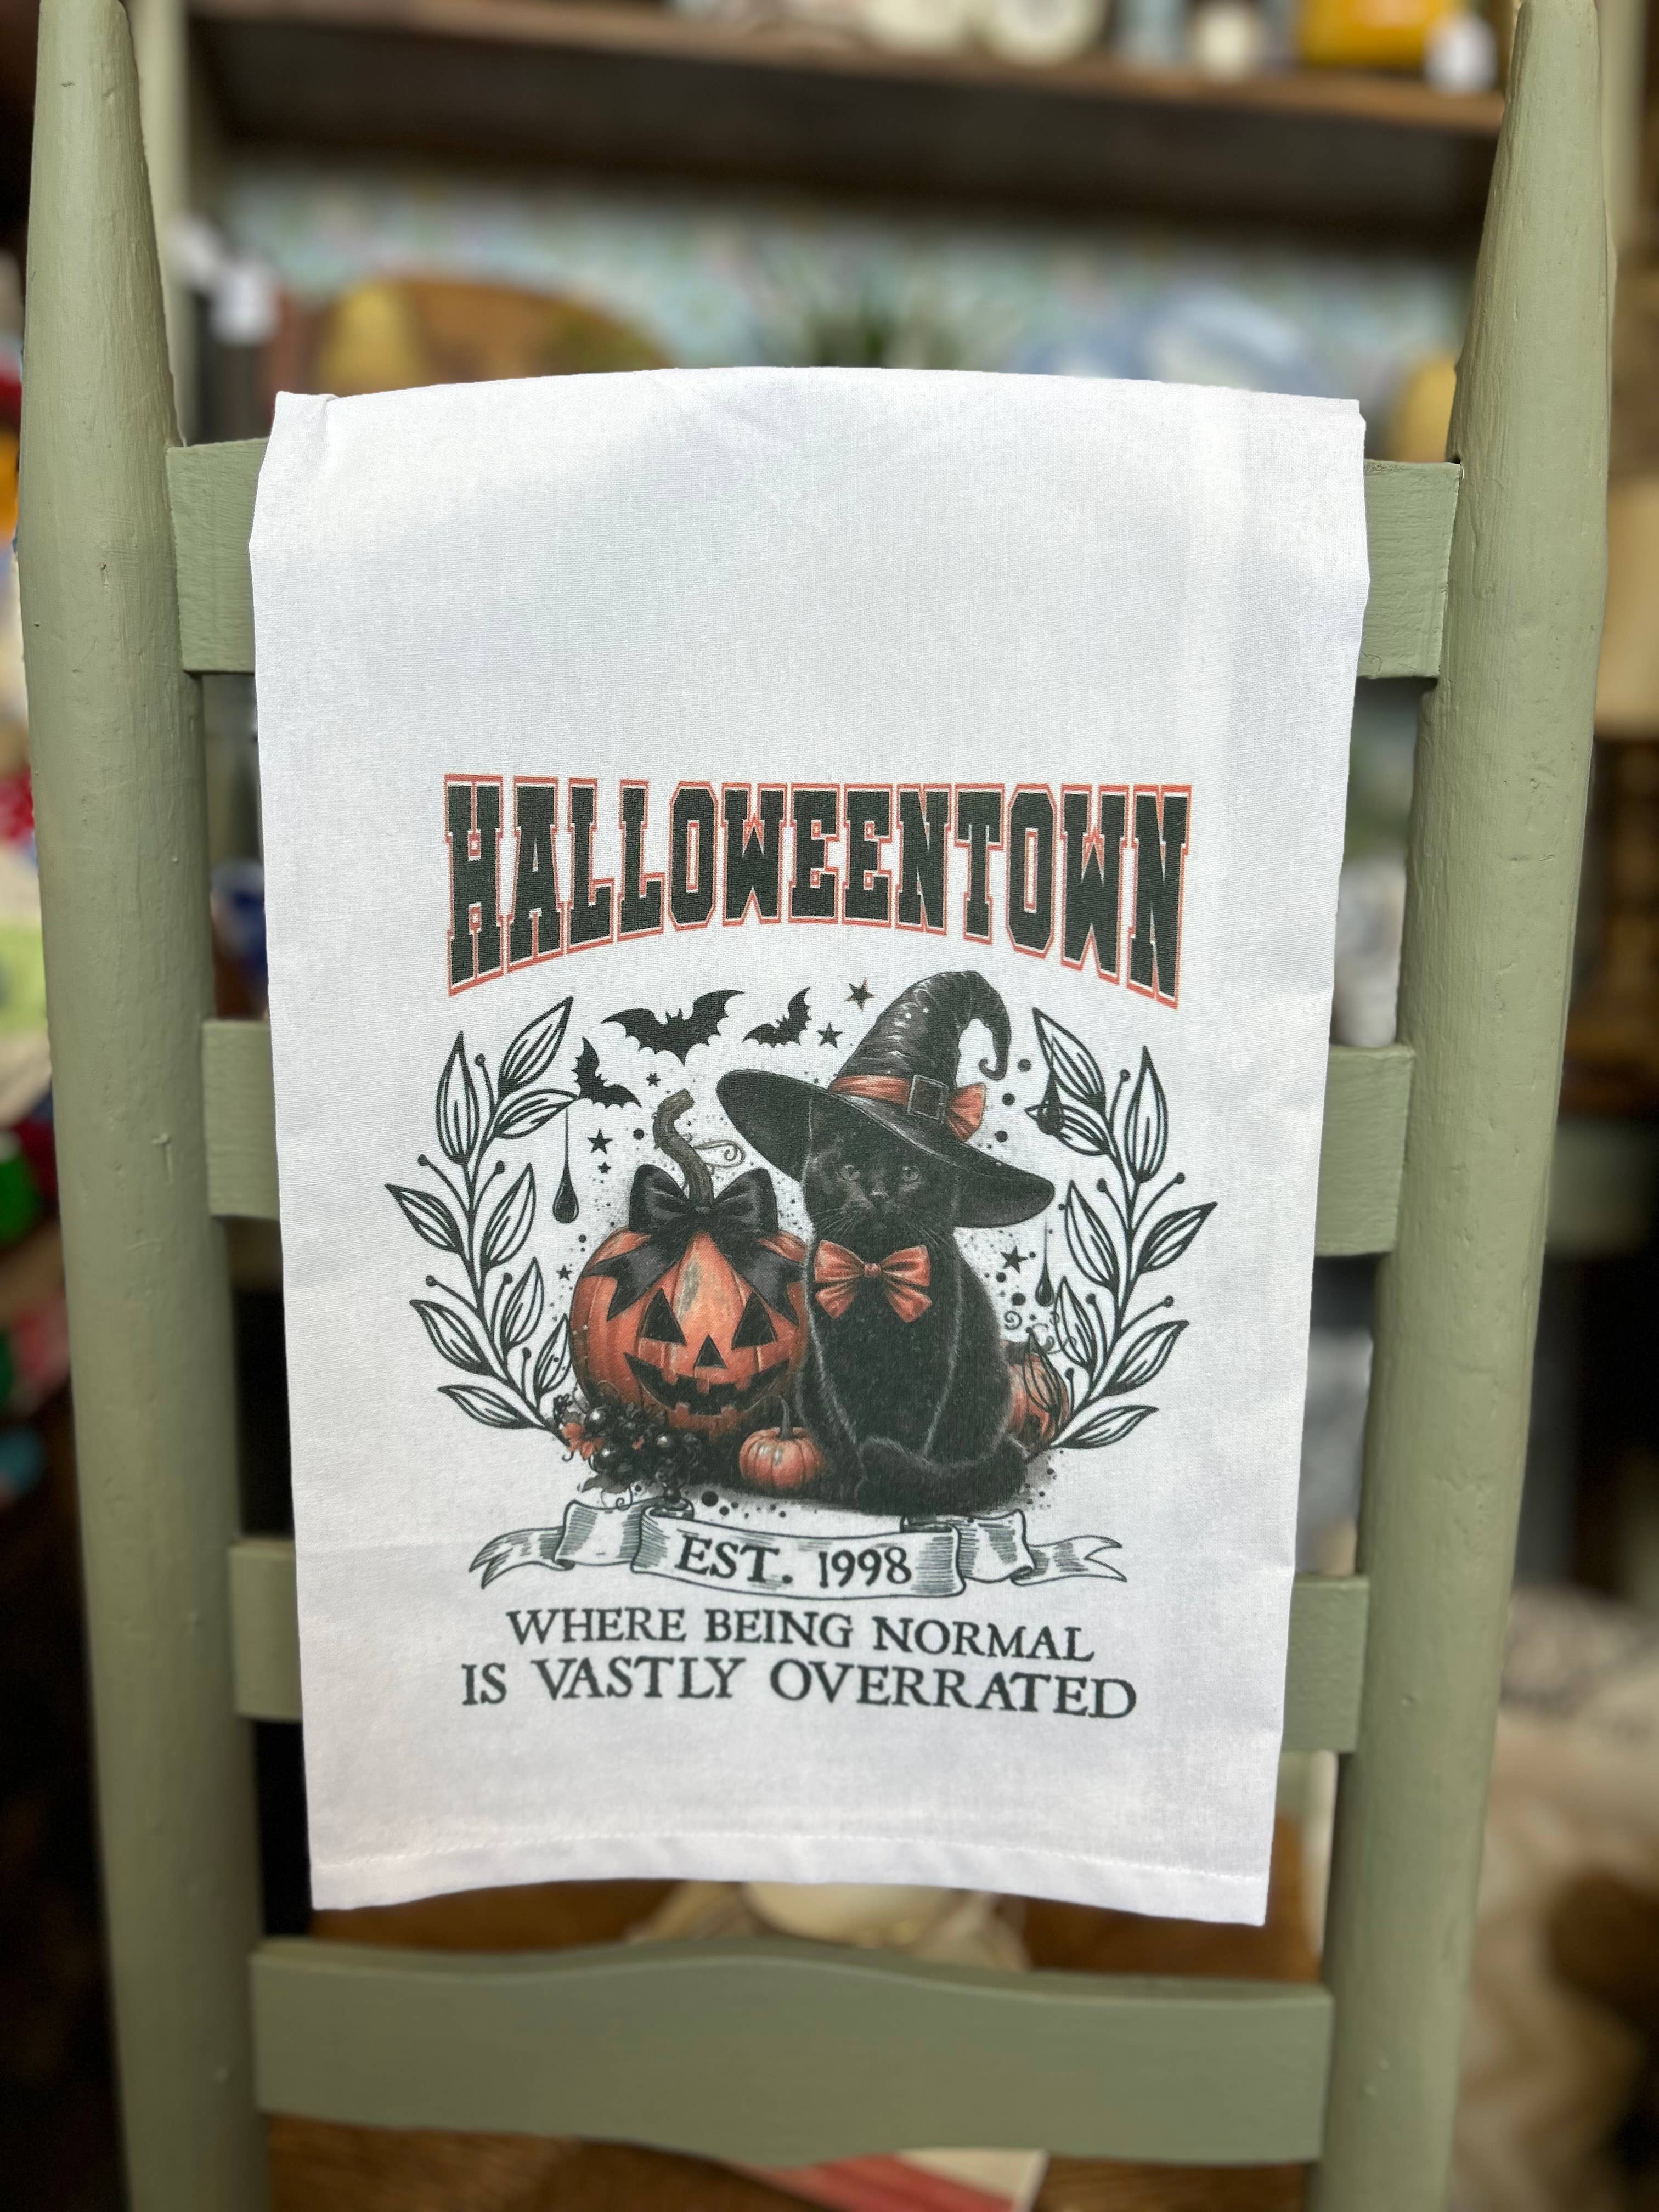 HALLOWEENTOWN
EST. 1998
WHERE BEING NORMAL
IS VASTLY OVERRATED